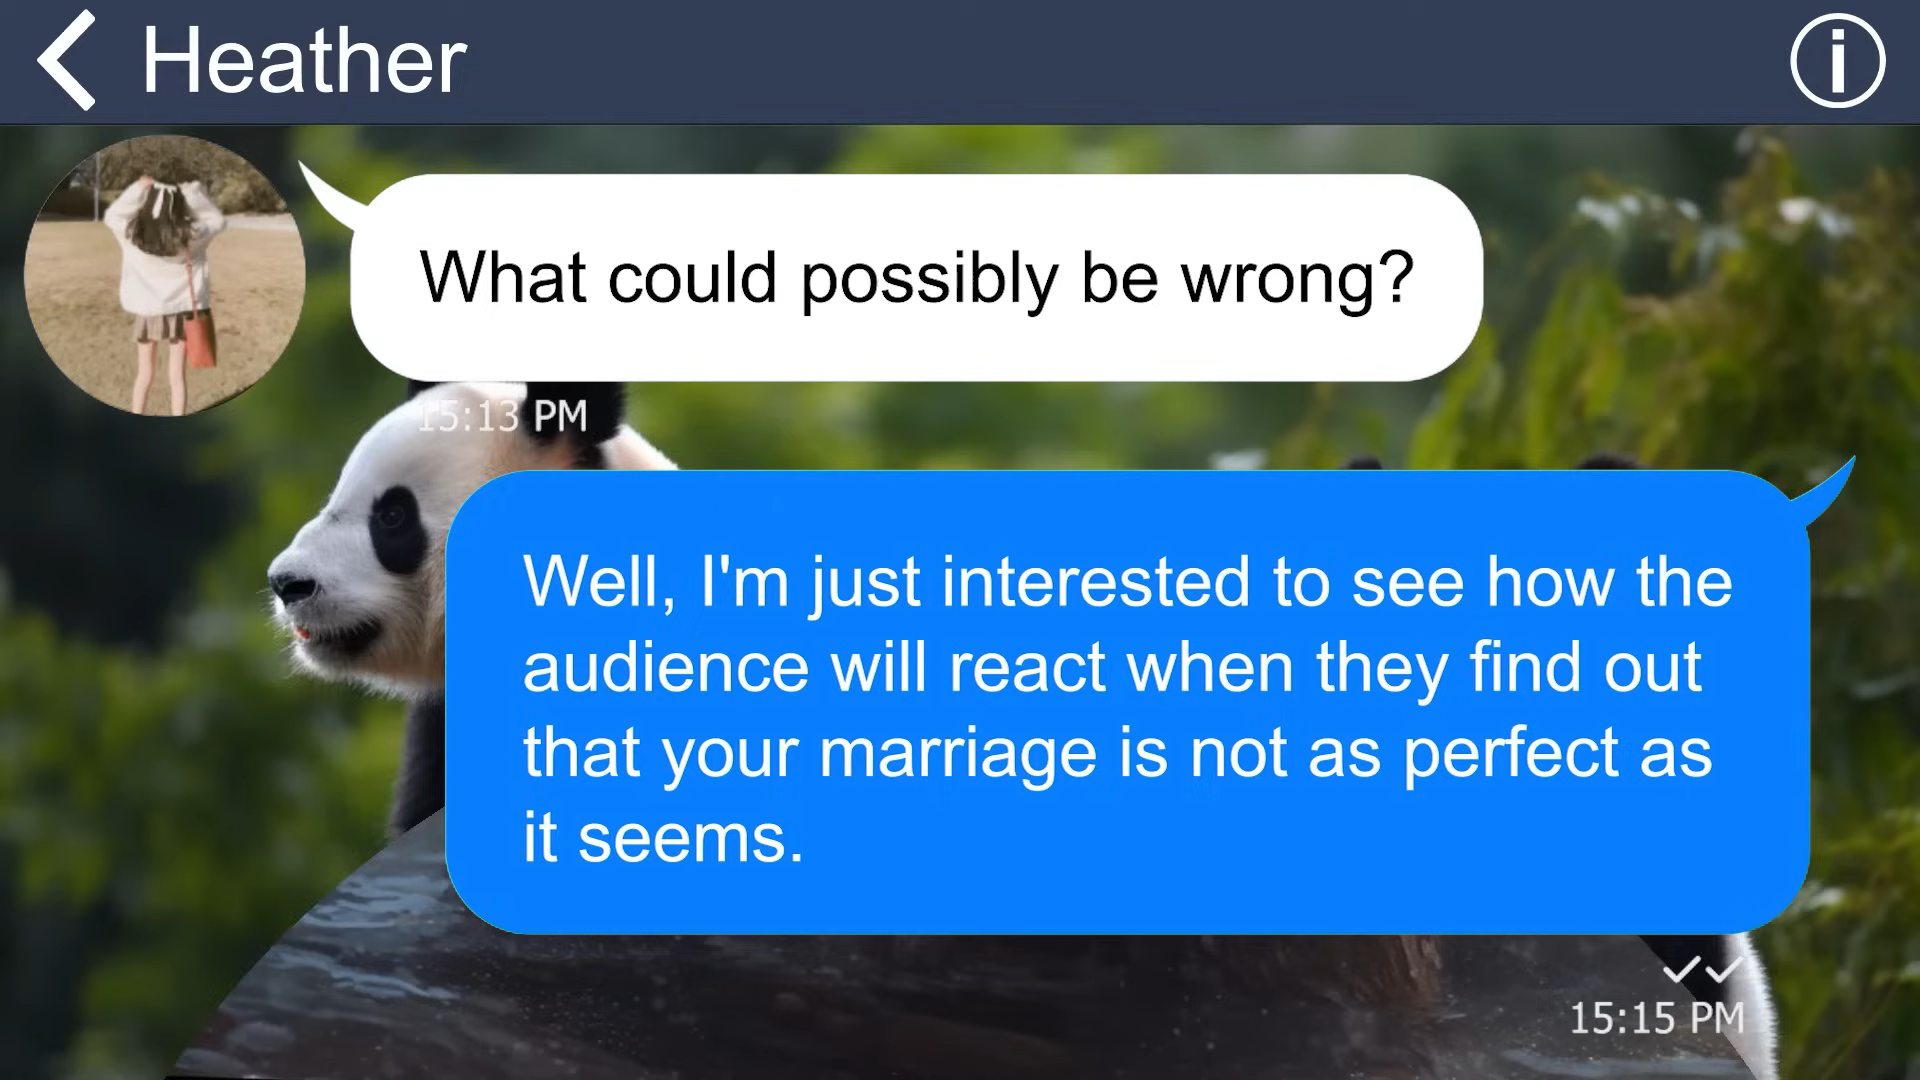 Heather
What could possibly be wrong?
15:13 PM
Well, I'm just interested to see how the
audience will react when they find out
that your marriage is not as perfect as
it seems.
15:15 PM